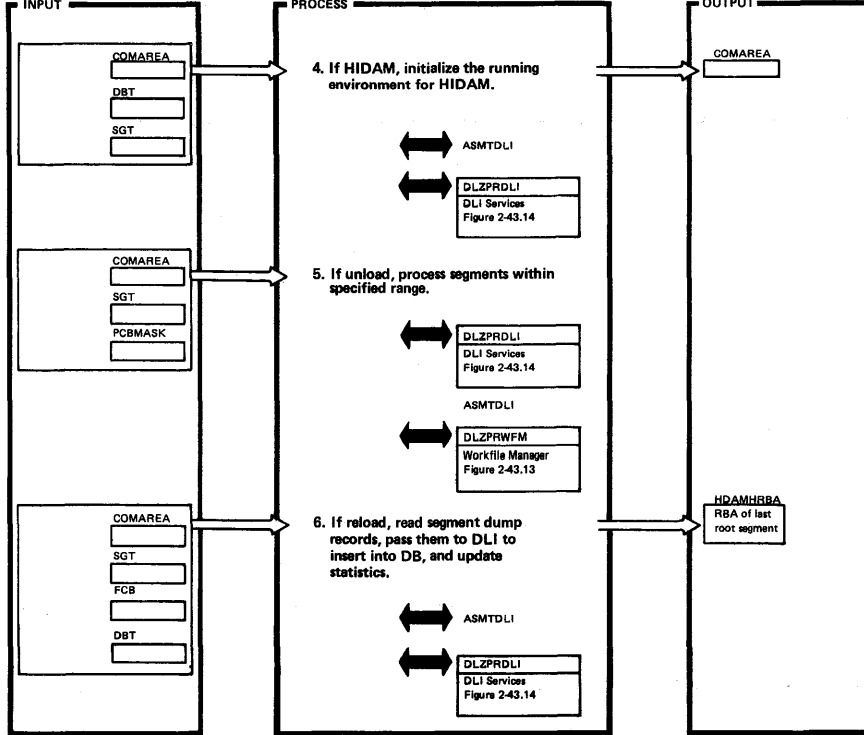 INPUT
PROCESS
OUTPUT
COMAREA
DBT
SGT
4. If HIDAM, initialize the running
environment for HIDAM.
ASMTDLI
DLZPRDLI
DLI Services
Figure 2-43.14
COMAREA
COMAREA
SGT
PCBMASK
5. If unload, process segments within
specified range.
DLZPRDLI
DLI Services
Figure 2-43.14
ASMTDLI
DLZPRWFM
Workfile Manager
Figure 2-43.13
COMAREA
SGT
FCB
DBT
6. If reload, read segment dump
records, pass them to DLI to
insert into DB, and update
statistics.
ASMTDLI
DLZPRDLI
DLI Services
Figure 2-43.14
HDAMHRBA
RBA of last
root segment